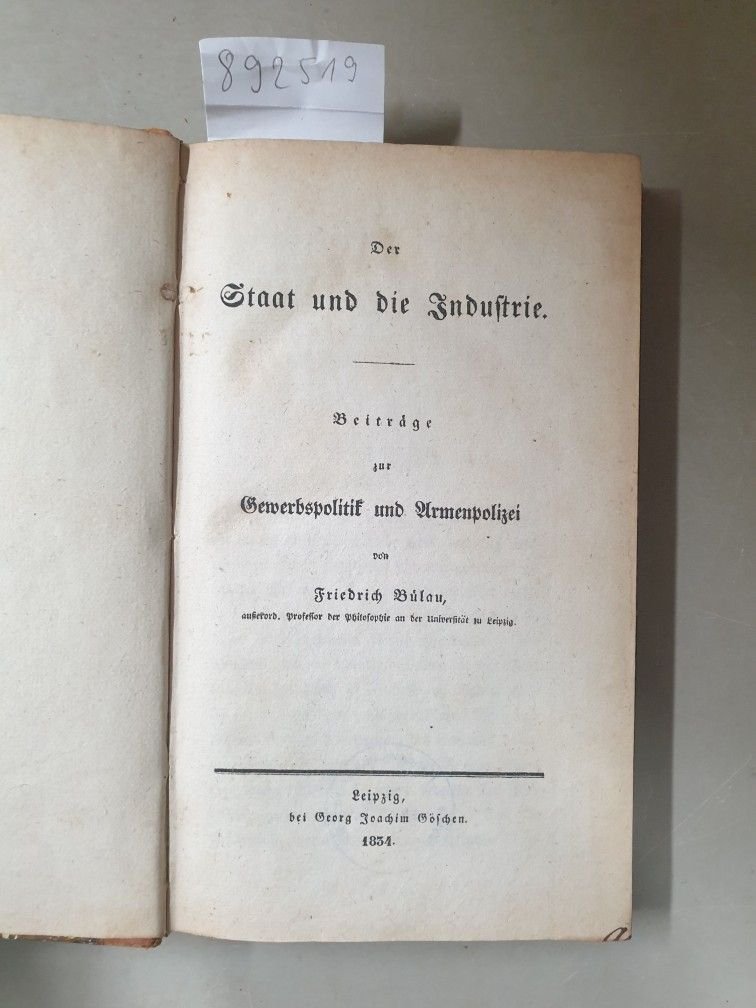 892519
Der
Staat und die Industrie.
Beiträge
zur
Gewerbspolitik und Armenpolizei
von
Friedrich Bülau,
außerord. Professor der Philosophie an der Universität zu Leipzig.
Leipzig,
bei Georg Joachim Göschen.
1834.